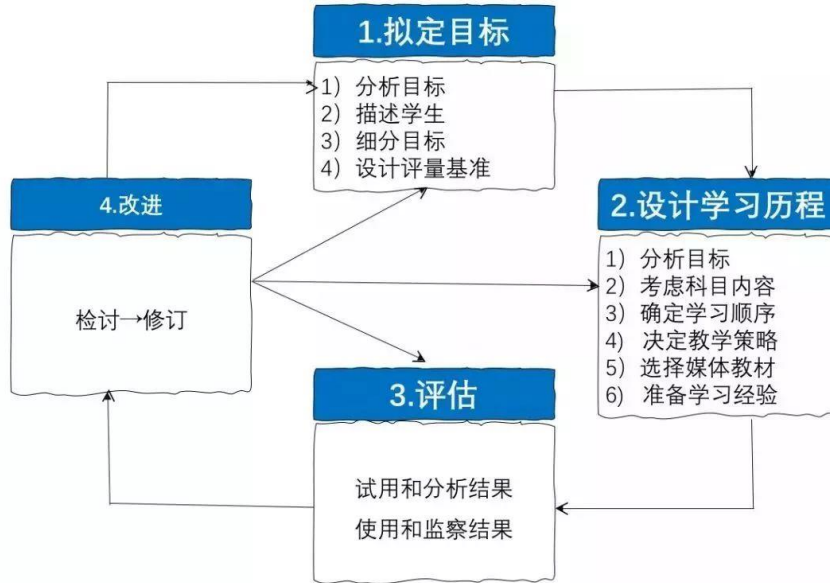 1.拟定目标
1）分析目标
2）描述学生
3）细分目标
4）设计评量基准
2.设计学习历程
1）分析目标
2）考虑科目内容
3）确定学习顺序
4）决定教学策略
5）选择媒体教材
6）准备学习经验
3.评估
试用和分析结果
使用和监察结果
4.改进
检讨→修订